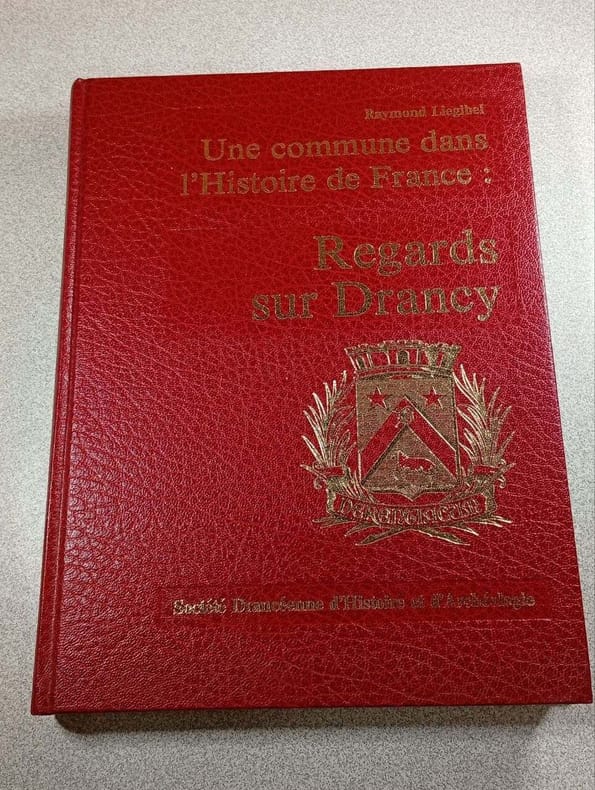 Raymond Liegibel
Une commune dans
l'Histoire de France :
Regards
sur Drancy
Société Drancéenne d'Histoire et d'Archéologie